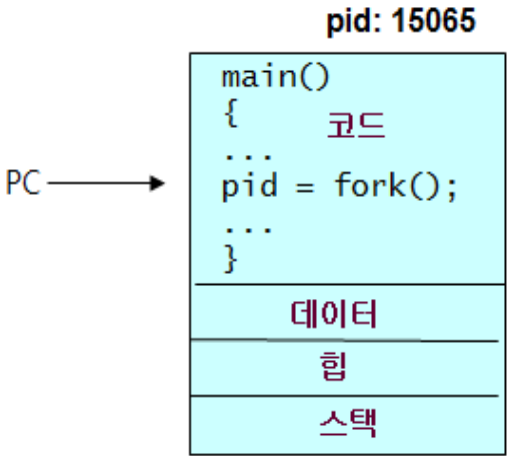 pid: 15065
main()
{ 코드
...
PC pid = fork();
...
}
데이터
힙
스택